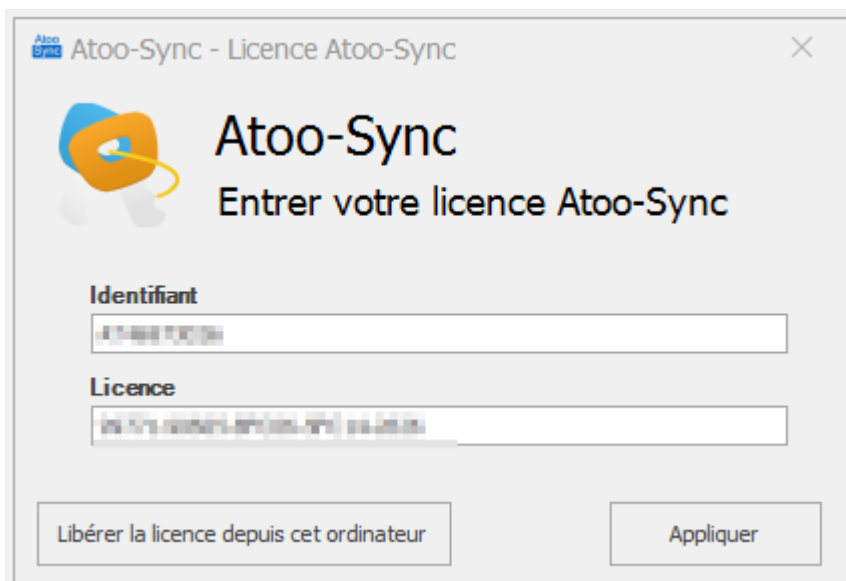 Atoo-Sync - Licence Atoo-Sync
Atoo-Sync
Entrer votre licence Atoo-Sync
Identifiant
Licence
Libérer la licence depuis cet ordinateur
Appliquer